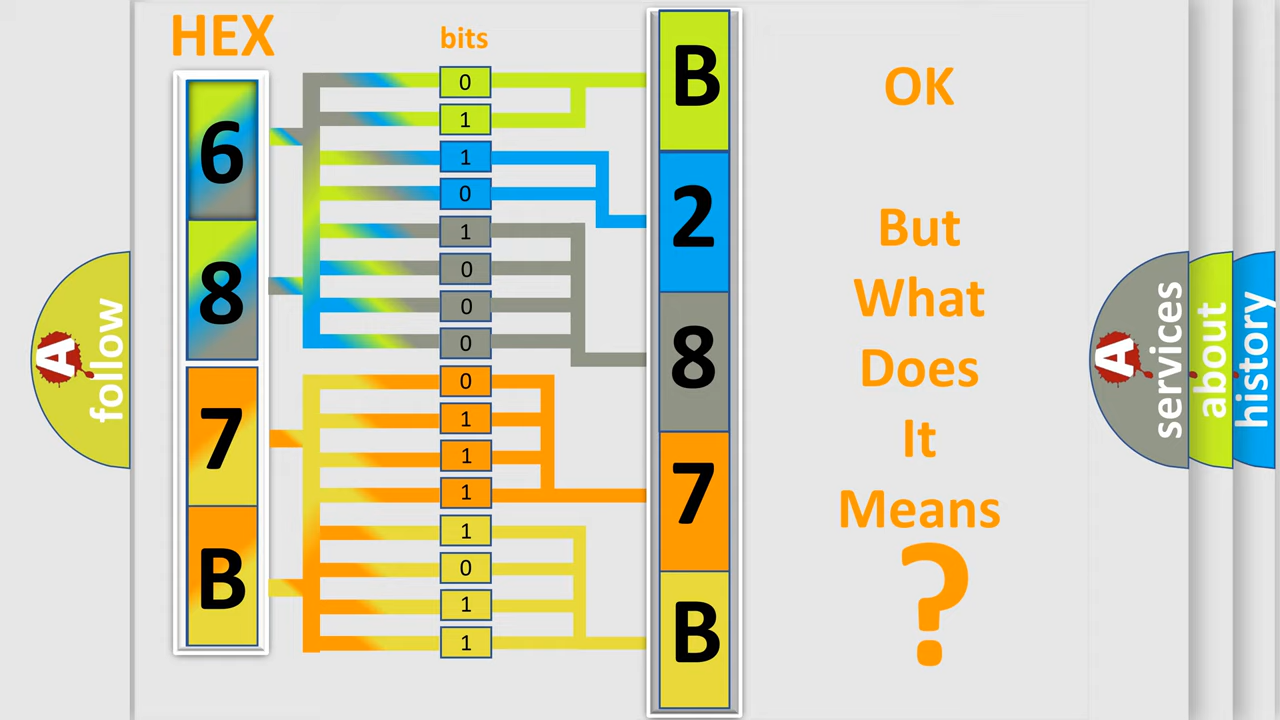 HEX
bits
6
8
7
B
0
1
1
0
1
0
0
0
0
1
1
1
1
0
1
1
B
2
8
7
B
OK
But
What
Does
It
Means
?
A
follow
A
services
about
history